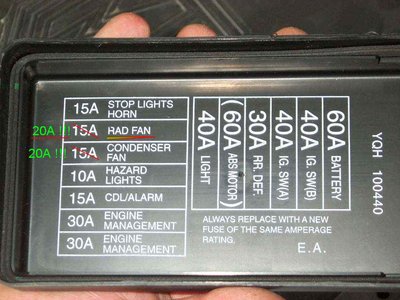 15A STOP LIGHTS
HORN
20A !!! 15A RAD FAN
20A !!! 15A CONDENSER
FAN
10A HAZARD
LIGHTS
15A CDL/ALARM
30A ENGINE
MANAGEMENT
30A ENGINE
MANAGEMENT
40A LIGHT
(60A ABS MOTOR)
30A RR. DEF.
40A IG. SW(A)
40A IG. SW(B)
60A BATTERY
ALWAYS REPLACE WITH A NEW
FUSE OF THE SAME AMPERAGE
RATING.
E.A.
YQH 100440